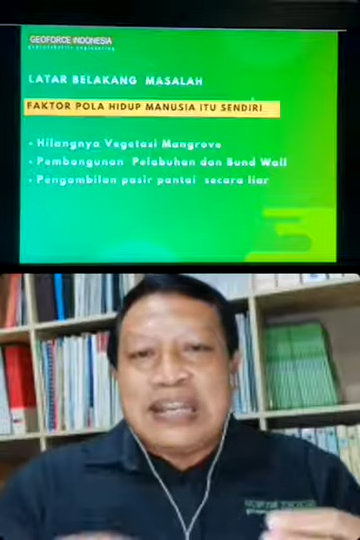 GEOFORCE INDONESIA
LATAR BELAKANG MASALAH
FAKTOR POLA HIDUP MANUSIA ITU SENDIRI
- Hilangnya Vegetasi Mangrove
- Pembangunan Pelabuhan dan Bund Wall
- Pengambilan pasir pantai secara liar